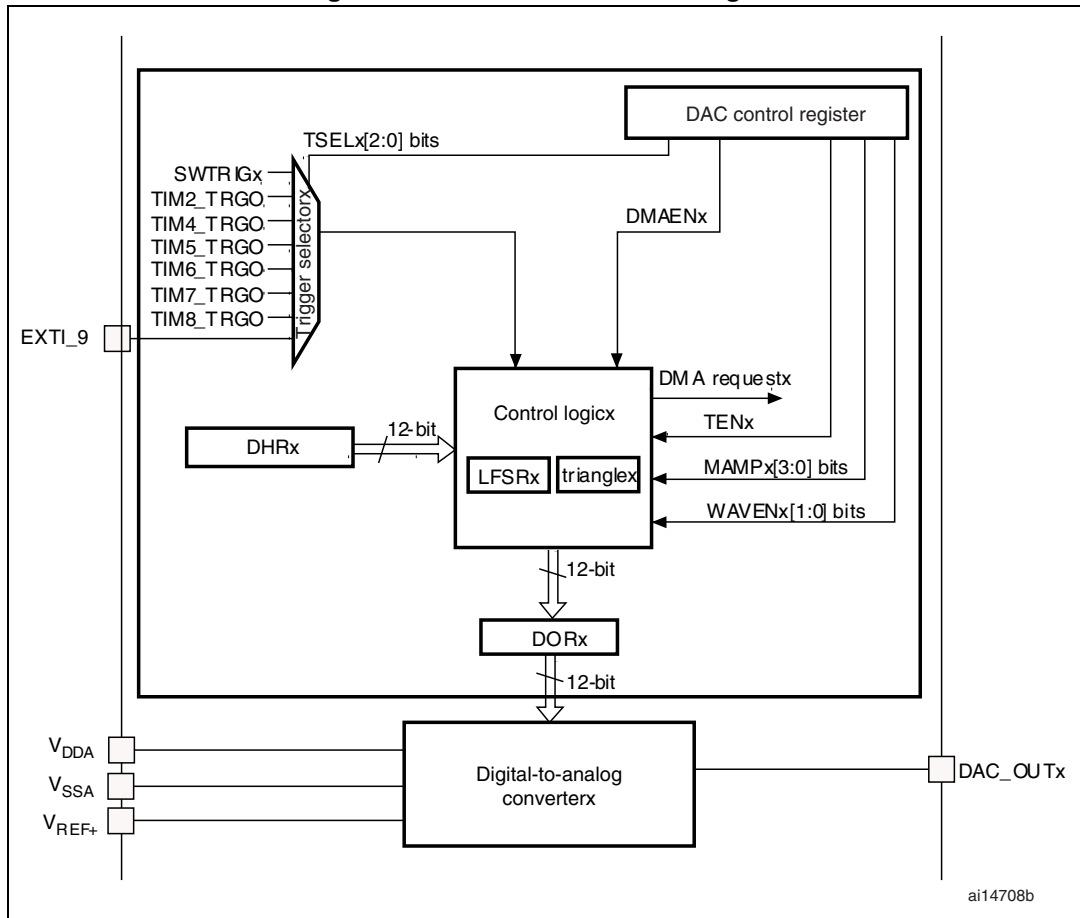 DAC control register
TSELx[2:0] bits
SWTRIGx
TIM2_TRGO
TIM4_TRGO
TIM5_TRGO
TIM6_TRGO
TIM7_TRGO
TIM8_TRGO
Trigger selectorx
DMAENx
EXTI_9
DMA requestx
Control logicx
TENx
12-bit
DHRx
MAMPx[3:0] bits
LFSRx
trianglex
WAVENx[1:0] bits
12-bit
DORx
12-bit
VDDA
VSSA
VREF+
Digital-to-analog
converterx
DAC_OUTx
ai14708b